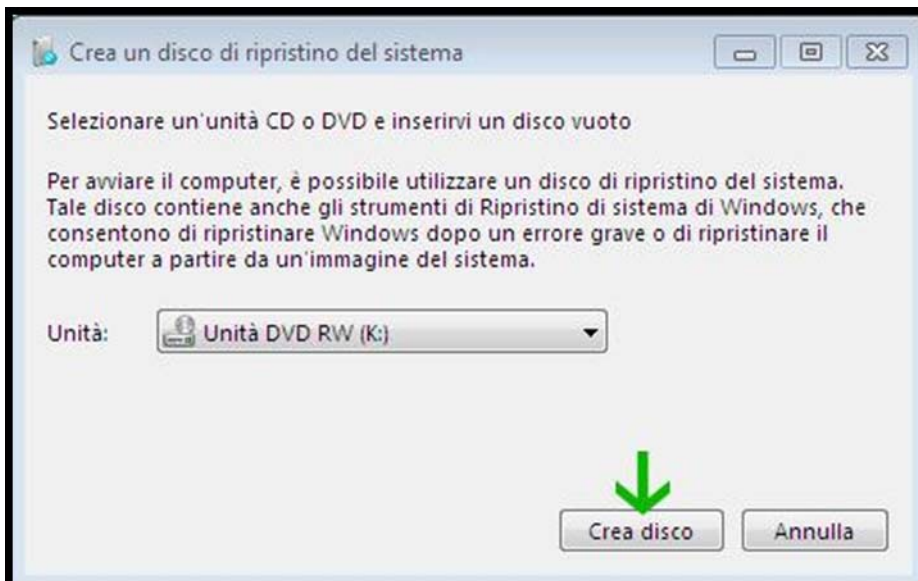 Crea un disco di ripristino del sistema
Selezionare un'unità CD o DVD e inserirvi un disco vuoto
Per avviare il computer, è possibile utilizzare un disco di ripristino del sistema.
Tale disco contiene anche gli strumenti di Ripristino di sistema di Windows, che
consentono di ripristinare Windows dopo un errore grave o di ripristinare il
computer a partire da un'immagine del sistema.
Unità: Unità DVD RW (K:)
Crea disco Annulla